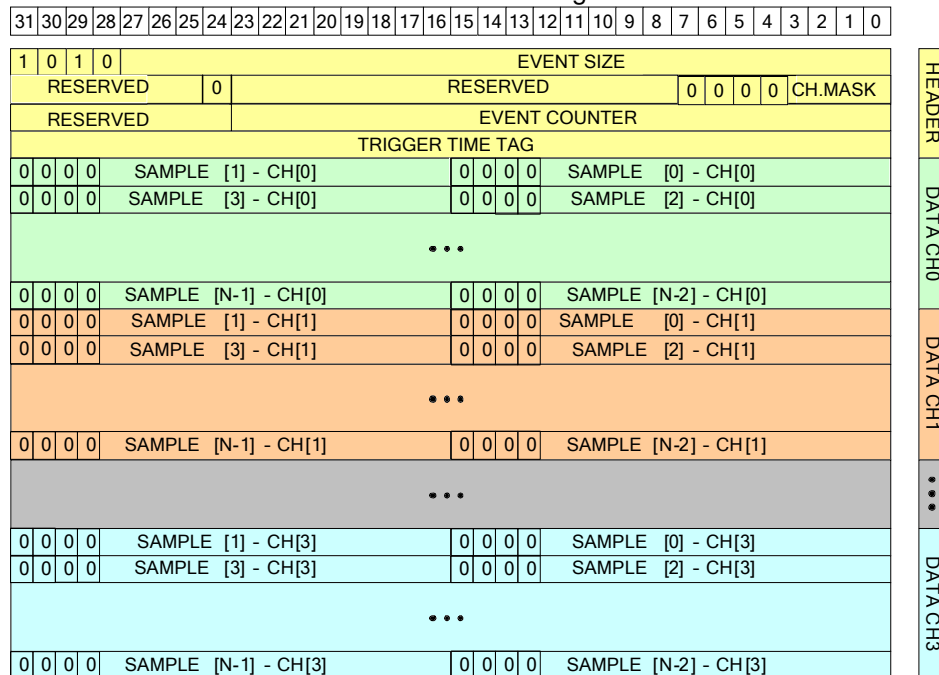 31 30 29 28 27 26 25 24 23 22 21 20 19 18 17 16 15 14 13 12 11 10 9 8 7 6 5 4 3 2 1 0
1 0 1 0 EVENT SIZE
RESERVED 0 RESERVED 0 0 0 0 CH.MASK
RESERVED EVENT COUNTER
TRIGGER TIME TAG
HEADER
0 0 0 0 SAMPLE [1] - CH[0] 0 0 0 0 SAMPLE [0] - CH[0]
0 0 0 0 SAMPLE [3] - CH[0] 0 0 0 0 SAMPLE [2] - CH[0]
...
0 0 0 0 SAMPLE [N-1] - CH[0] 0 0 0 0 SAMPLE [N-2] - CH[0]
DATA CH0
0 0 0 0 SAMPLE [1] - CH[1] 0 0 0 0 SAMPLE [0] - CH[1]
0 0 0 0 SAMPLE [3] - CH[1] 0 0 0 0 SAMPLE [2] - CH[1]
...
0 0 0 0 SAMPLE [N-1] - CH[1] 0 0 0 0 SAMPLE [N-2] - CH[1]
DATA CH1
...
...
0 0 0 0 SAMPLE [1] - CH[3] 0 0 0 0 SAMPLE [0] - CH[3]
0 0 0 0 SAMPLE [3] - CH[3] 0 0 0 0 SAMPLE [2] - CH[3]
...
0 0 0 0 SAMPLE [N-1] - CH[3] 0 0 0 0 SAMPLE [N-2] - CH[3]
DATA CH3